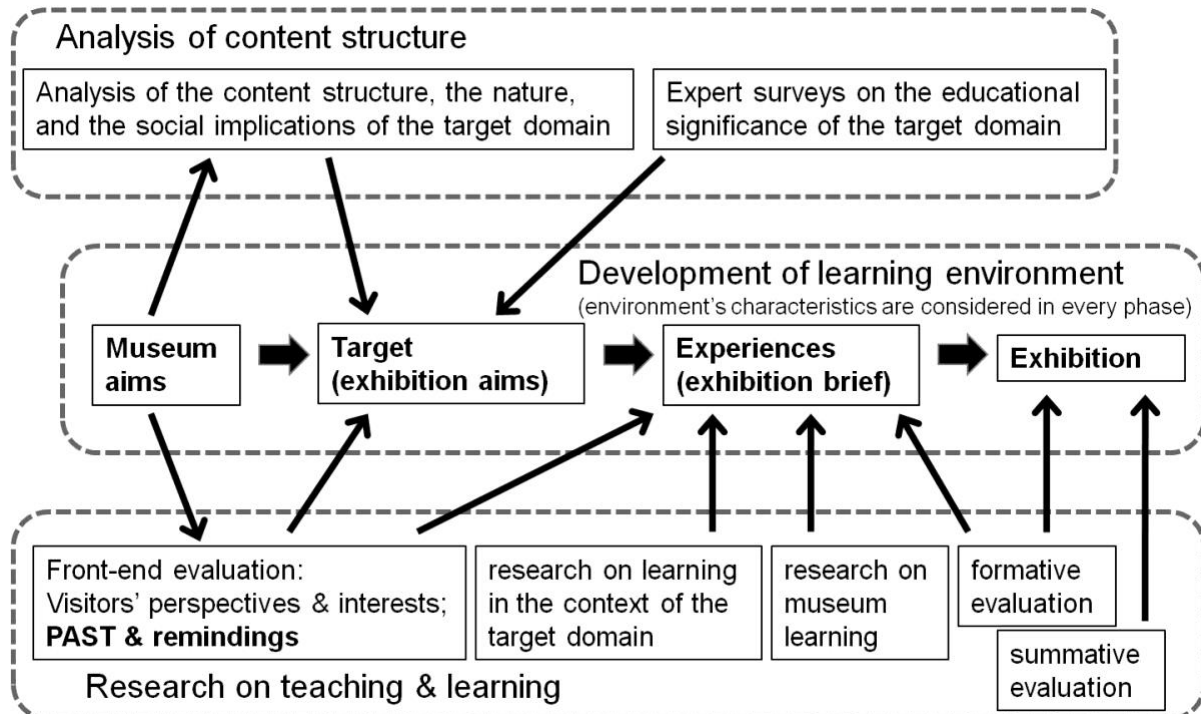 Analysis of content structure
Analysis of the content structure, the nature,
and the social implications of the target domain
Expert surveys on the educational
significance of the target domain
Development of learning environment
(environment's characteristics are considered in every phase)
Museum
aims
Target
(exhibition aims)
Experiences
(exhibition brief)
Exhibition
Front-end evaluation:
Visitors' perspectives & interests;
PAST & remindings
research on learning
in the context of the
target domain
research on
museum
learning
formative
evaluation
summative
evaluation
Research on teaching & learning